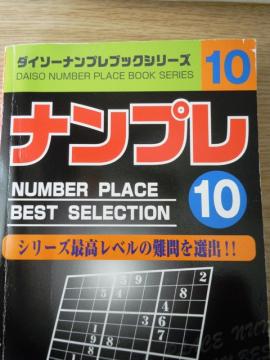 ダイソーナンプレブックシリーズ 10
DAISO NUMBER PLACE BOOK SERIES
ナンプレ
NUMBER PLACE
BEST SELECTION 10
シリーズ最高レベルの難問を選出!!